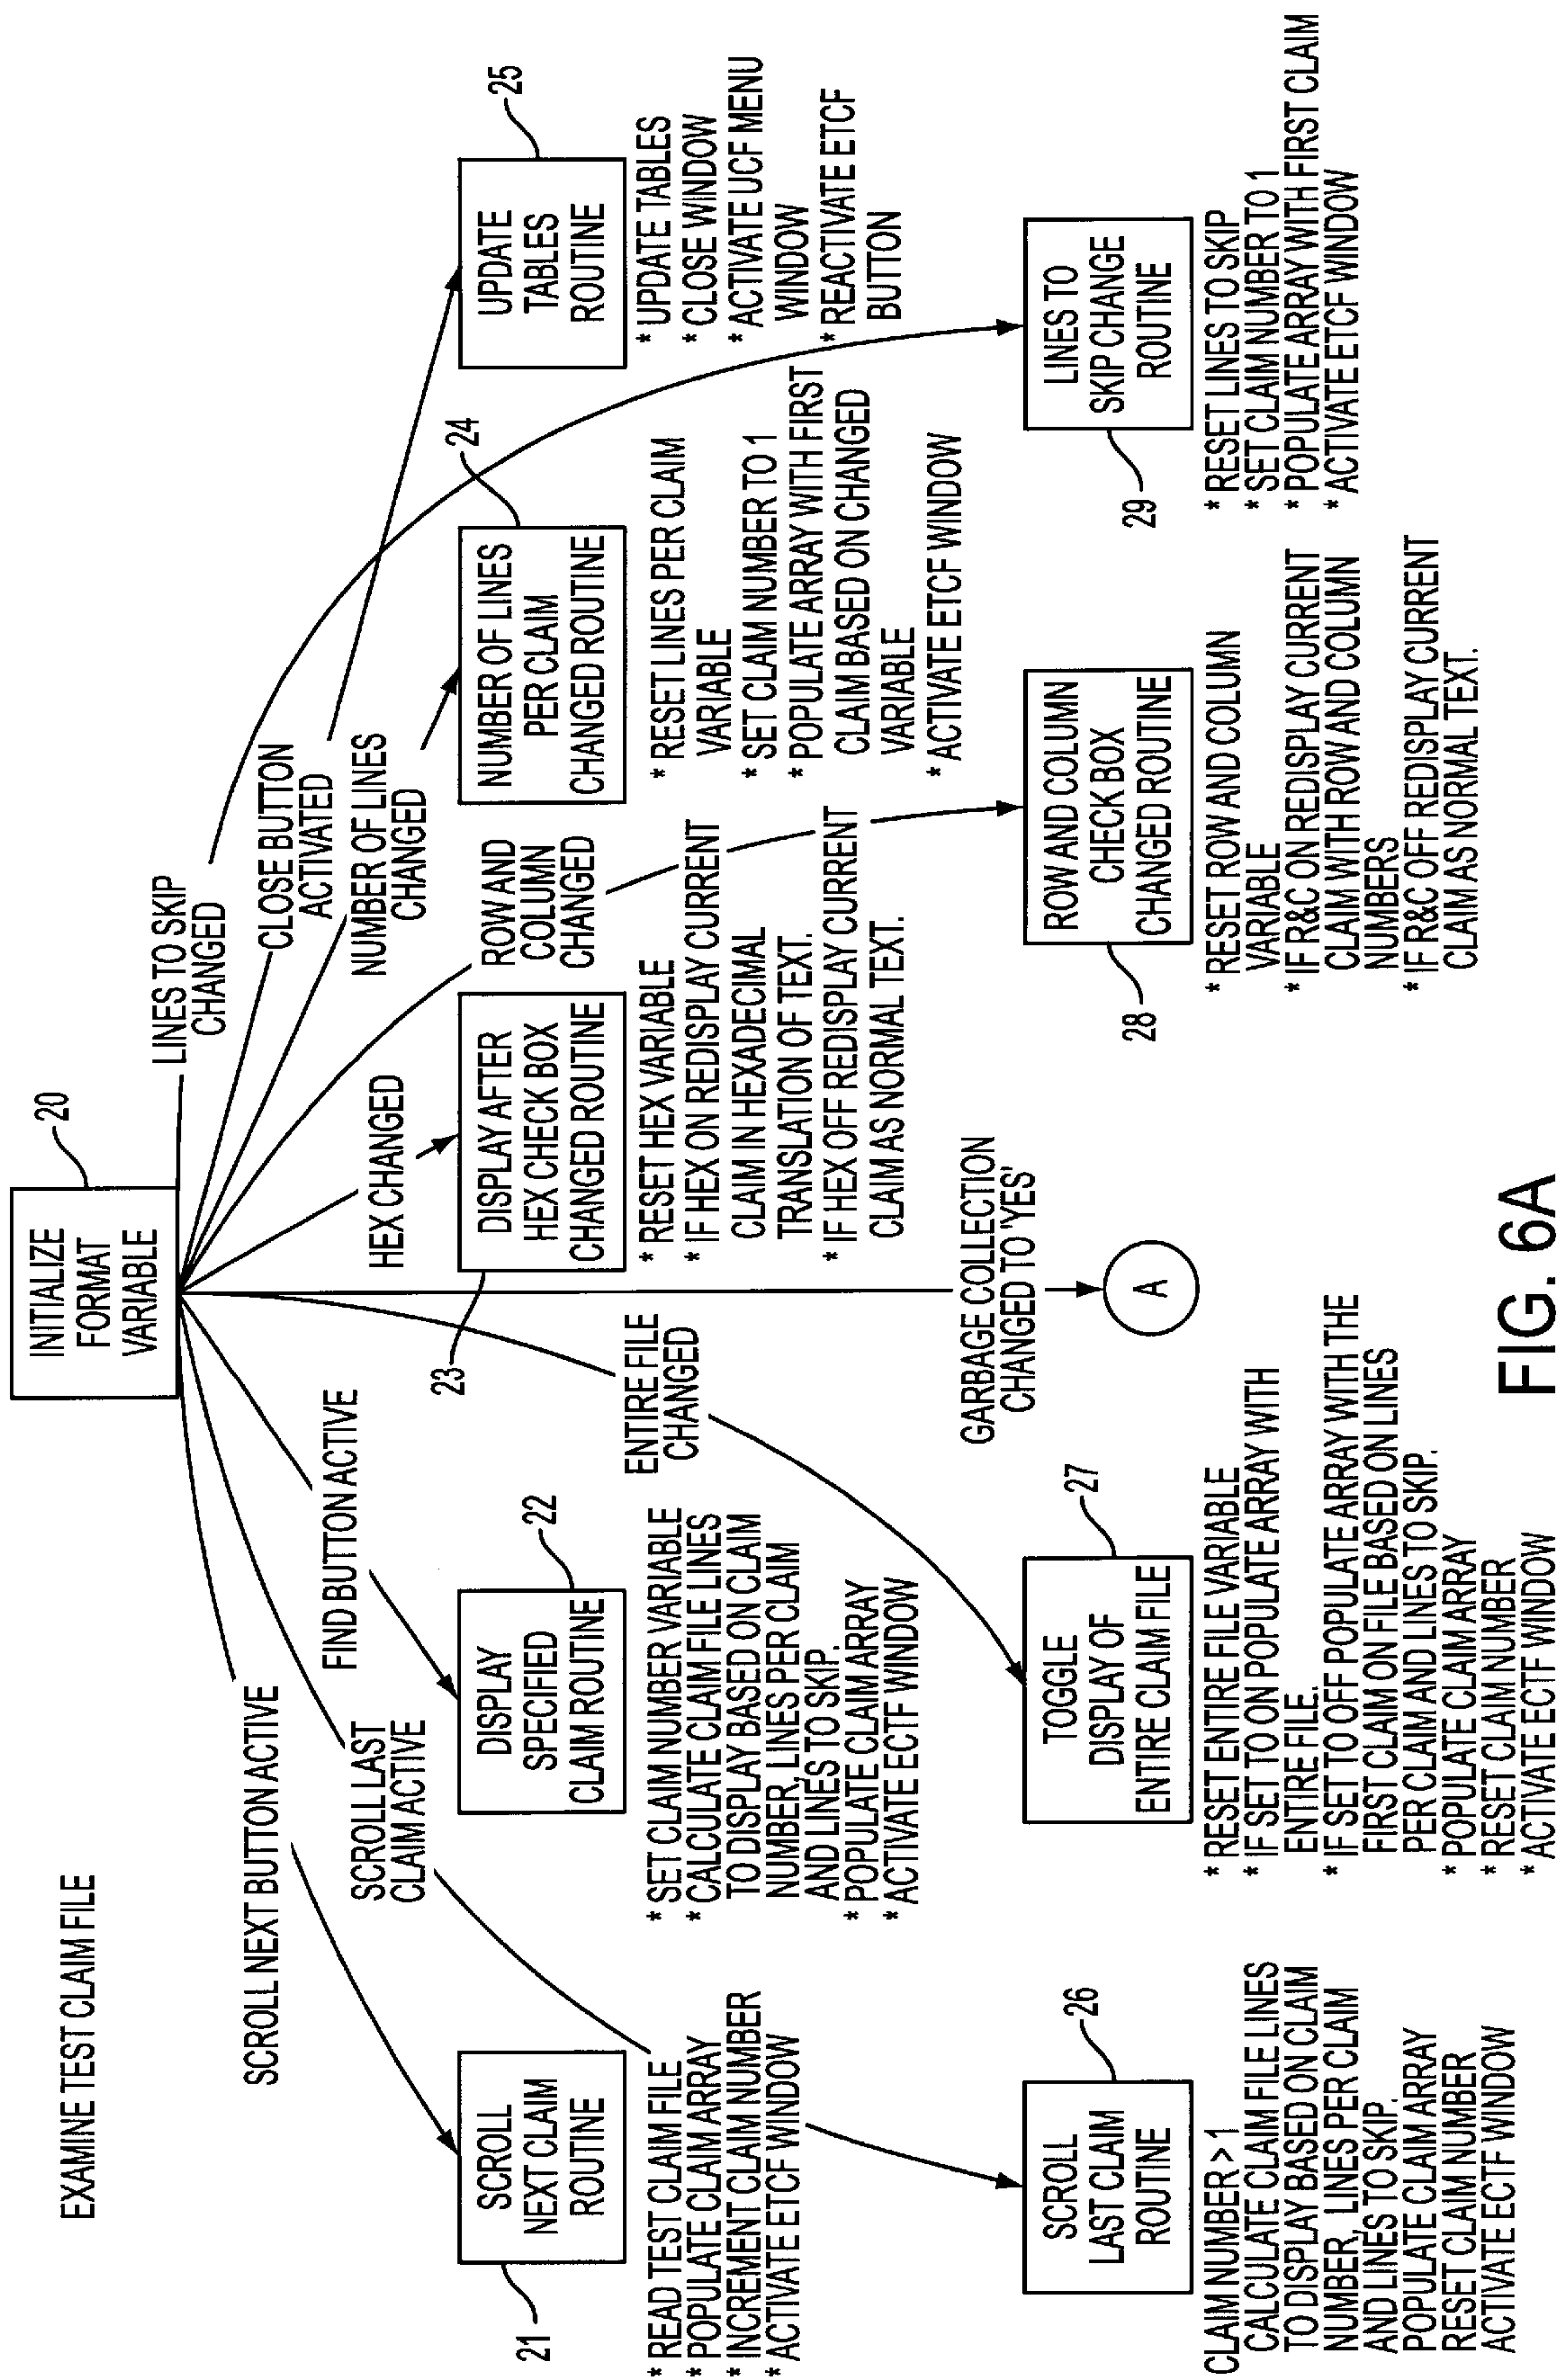 EXAMINE TEST CLAIM FILE
INITIALIZE
FORMAT
VARIABLE
20
SCROLL NEXT BUTTON ACTIVE
SCROLL LAST
CLAIM ACTIVE
FIND BUTTON ACTIVE
ENTIRE FILE
CHANGED
GARBAGE COLLECTION
CHANGED TO 'YES'
HEX CHANGED
ROW AND
COLUMN
CHANGED
NUMBER OF LINES
CHANGED
CLOSE BUTTON
ACTIVATED
LINES TO SKIP
CHANGED
SCROLL
NEXT CLAIM
ROUTINE
21
* READ TEST CLAIM FILE
* POPULATE CLAIM ARRAY
* INCREMENT CLAIM NUMBER
* ACTIVATE ETCF WINDOW
DISPLAY
SPECIFIED
CLAIM ROUTINE
22
* SET CLAIM NUMBER VARIABLE
* CALCULATE CLAIM FILE LINES
TO DISPLAY BASED ON CLAIM
NUMBER, LINES PER CLAIM
AND LINES TO SKIP.
* POPULATE CLAIM ARRAY
* ACTIVATE ECTF WINDOW
DISPLAY AFTER
HEX CHECK BOX
CHANGED ROUTINE
23
* RESET HEX VARIABLE
* IF HEX ON REDISPLAY CURRENT
CLAIM IN HEXADECIMAL
TRANSLATION OF TEXT.
* IF HEX OFF REDISPLAY CURRENT
CLAIM AS NORMAL TEXT.
NUMBER OF LINES
PER CLAIM
CHANGED ROUTINE
24
* RESET LINES PER CLAIM
VARIABLE
* SET CLAIM NUMBER TO 1
* POPULATE ARRAY WITH FIRST
CLAIM BASED ON CHANGED
VARIABLE
* ACTIVATE ETCF WINDOW
UPDATE
TABLES
ROUTINE
25
* UPDATE TABLES
* CLOSE WINDOW
* ACTIVATE UCF MENU
WINDOW
* REACTIVATE ETCF
BUTTON
SCROLL
LAST CLAIM
ROUTINE
26
CLAIM NUMBER > 1
CALCULATE CLAIM FILE LINES
TO DISPLAY BASED ON CLAIM
NUMBER, LINES PER CLAIM
AND LINES TO SKIP.
POPULATE CLAIM ARRAY
RESET CLAIM NUMBER
ACTIVATE ECTF WINDOW
TOGGLE
DISPLAY OF
ENTIRE CLAIM FILE
27
* RESET ENTIRE FILE VARIABLE
* IF SET TO ON POPULATE ARRAY WITH
ENTIRE FILE.
* IF SET TO OFF POPULATE ARRAY WITH THE
FIRST CLAIM ON FILE BASED ON LINES
PER CLAIM AND LINES TO SKIP.
* POPULATE CLAIM ARRAY
* RESET CLAIM NUMBER
* ACTIVATE ECTF WINDOW
A
ROW AND COLUMN
CHECK BOX
CHANGED ROUTINE
28
* RESET ROW AND COLUMN
VARIABLE
* IF R&C ON REDISPLAY CURRENT
CLAIM WITH ROW AND COLUMN
NUMBERS
* IF R&C OFF REDISPLAY CURRENT
CLAIM AS NORMAL TEXT.
LINES TO
SKIP CHANGE
ROUTINE
29
* RESET LINES TO SKIP
* SET CLAIM NUMBER TO 1
* POPULATE ARRAY WITH FIRST CLAIM
* ACTIVATE ETCF WINDOW
FIG. 6A